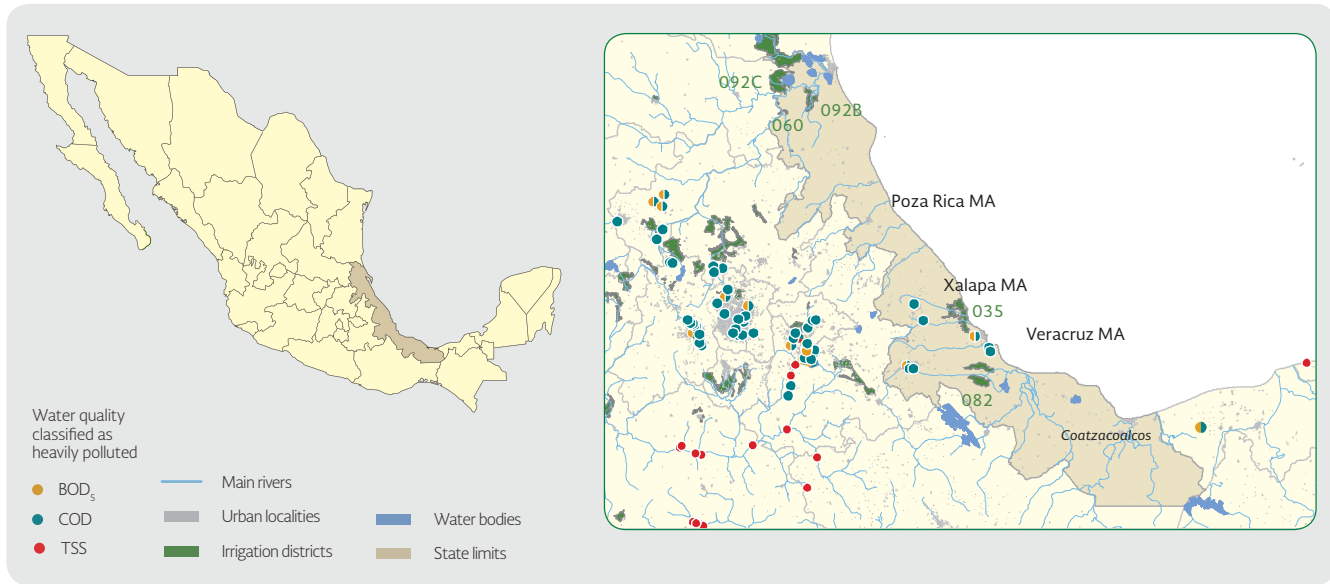 092C
092B
060
Poza Rica MA
Xalapa MA
035
Veracruz MA
082
Coatzacoalcos
Water quality
classified as
heavily polluted
BOD₅
COD
TSS
Main rivers
Urban localities
Irrigation districts
Water bodies
State limits